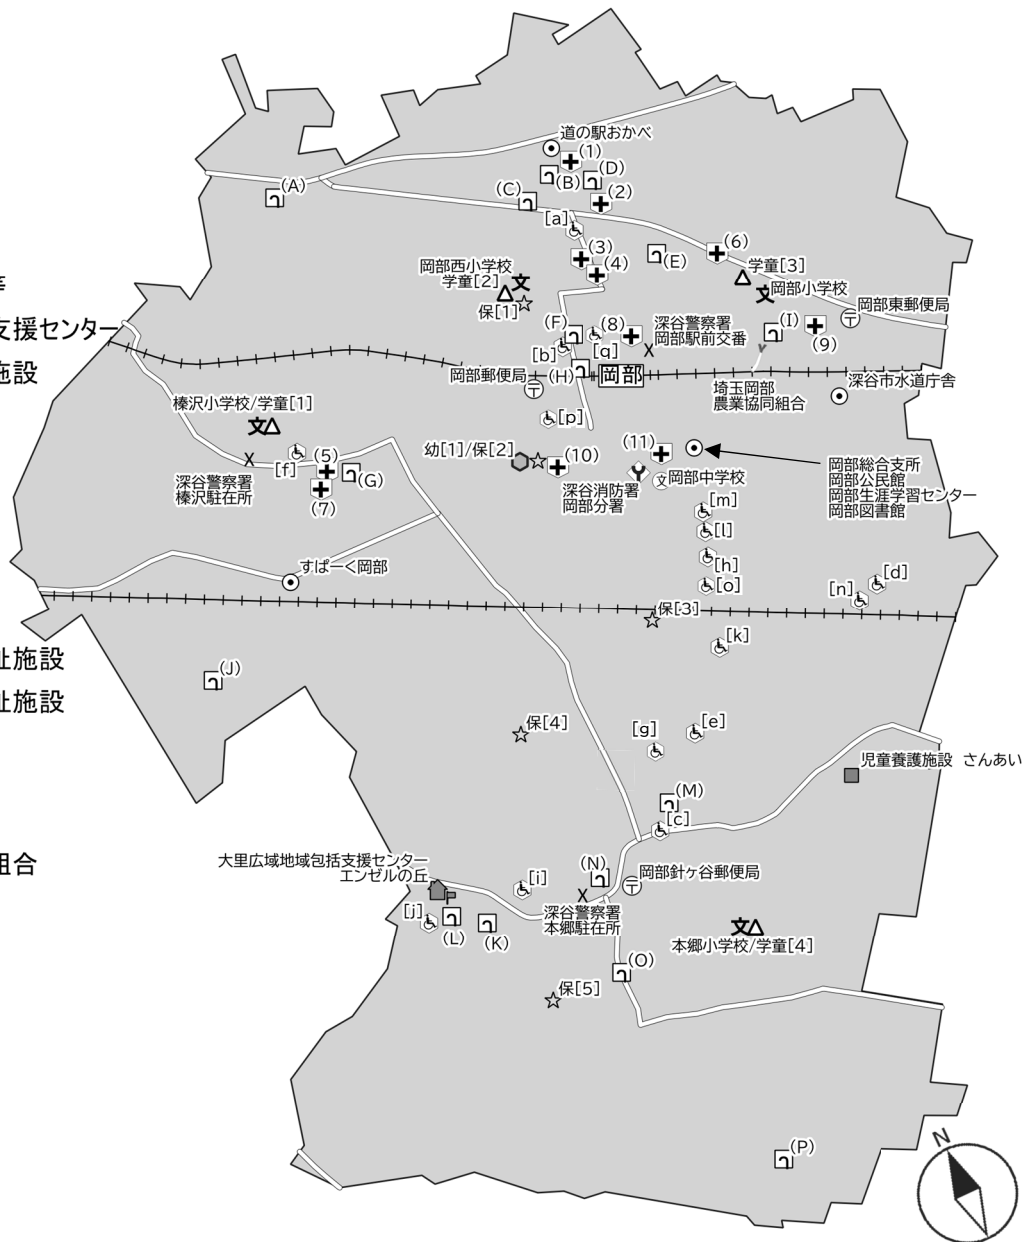 道の駅おかべ
(1)
(D)
(B)
(A)
(C)
(2)
[a]
(3)
(4)
(E)
(6)
学童[3]
岡部小学校
岡部西小学校
学童[2]
保[1]
岡部東郵便局
支援センター
(F)
(8)
深谷警察署
岡部駅前交番
(I)
(9)
[b]
[q]
施設
岡部郵便局
(H)
岡部
埼玉岡部
農業協同組合
深谷市水道庁舎
榛沢小学校/学童[1]
[p]
幼[1]/保[2]
(10)
(11)
岡部総合支所
岡部公民館
岡部生涯学習センター
岡部図書館
[f]
(5)
(G)
(7)
深谷警察署
榛沢駐在所
深谷消防署
岡部分署
岡部中学校
[m]
[l]
[h]
[o]
[d]
[n]
すぱーく岡部
保[3]
[k]
祉施設
祉施設
(J)
保[4]
[g]
[e]
児童養護施設 さんあい
(M)
[c]
組合
大里広域地域包括支援センター
エンゼルの丘
[i]
(N)
岡部針ヶ谷郵便局
[j]
(L)
(K)
深谷警察署
本郷駐在所
本郷小学校/学童[4]
(O)
保[5]
(P)
N